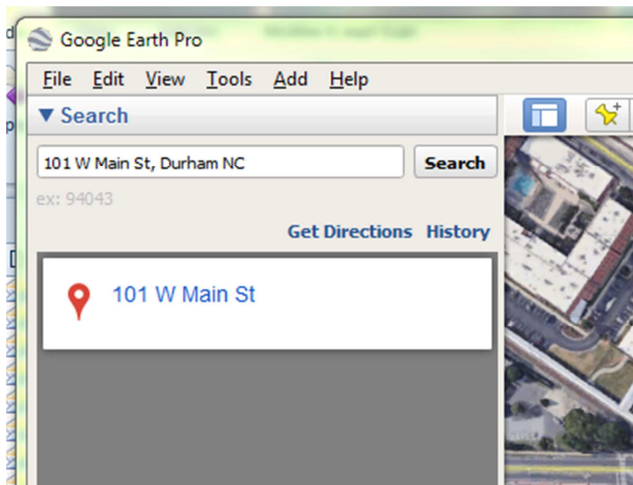 Google Earth Pro
File Edit View Tools Add Help
Search
101 W Main St, Durham NC Search
ex: 94043
Get Directions History
101 W Main St